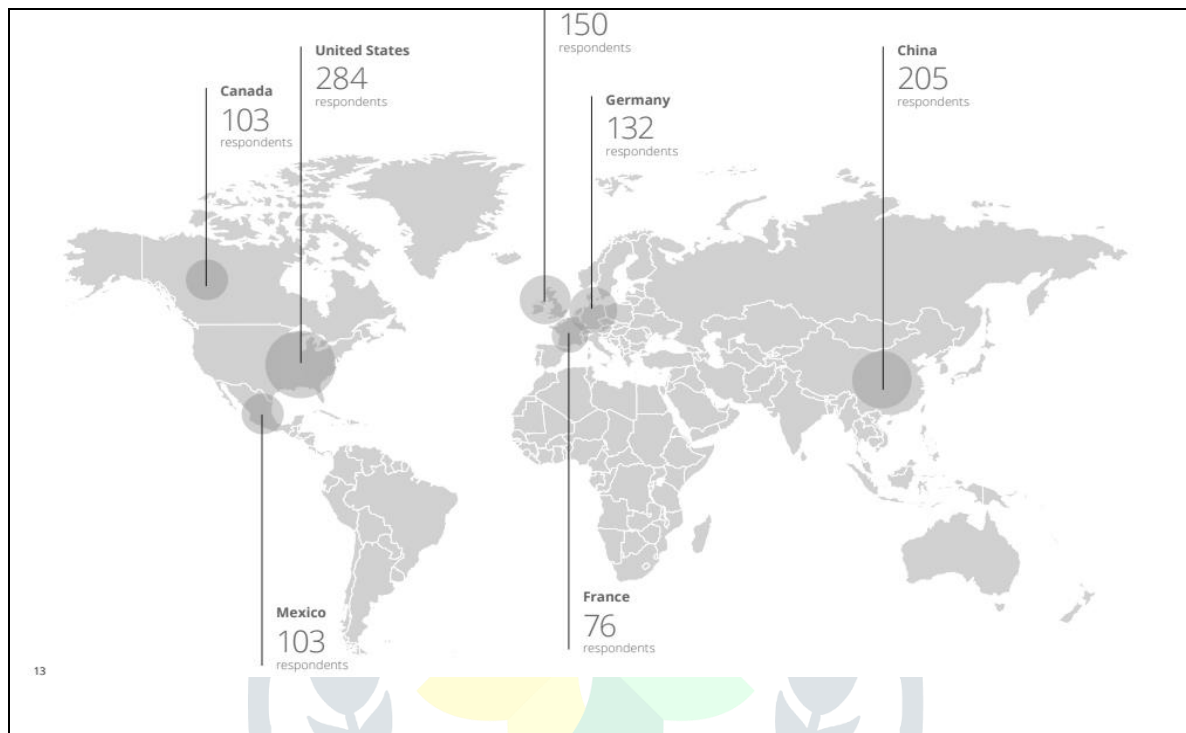 150
respondents
United States
284
respondents
China
205
respondents
Canada
103
respondents
Germany
132
respondents
Mexico
103
respondents
France
76
respondents
13